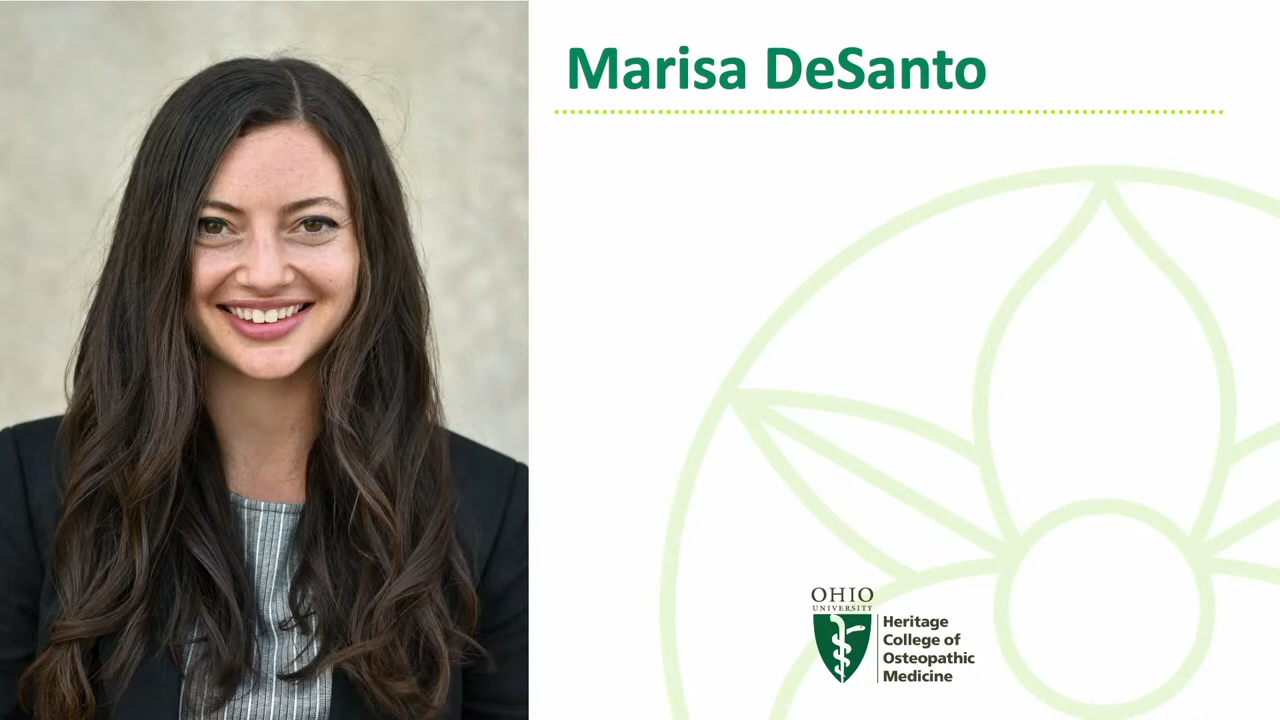 Marisa DeSanto
OHIO
UNIVERSITY
Heritage
College of
Osteopathic
Medicine